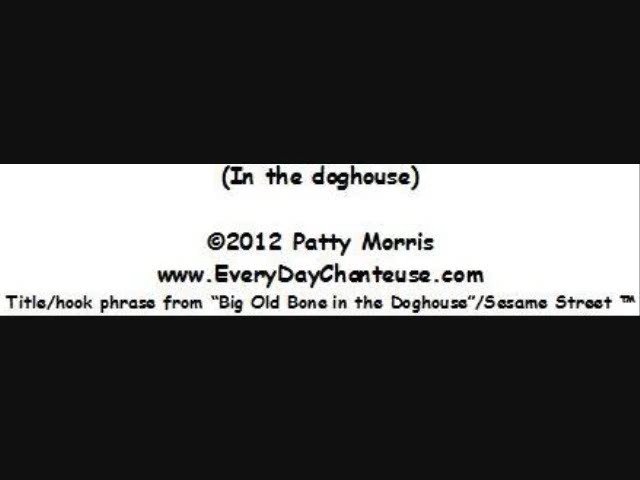 (In the doghouse)
©2012 Patty Morris
www.EveryDayChanteuse.com
Title/hook phrase from “Big Old Bone in the Doghouse”/Sesame Street ™